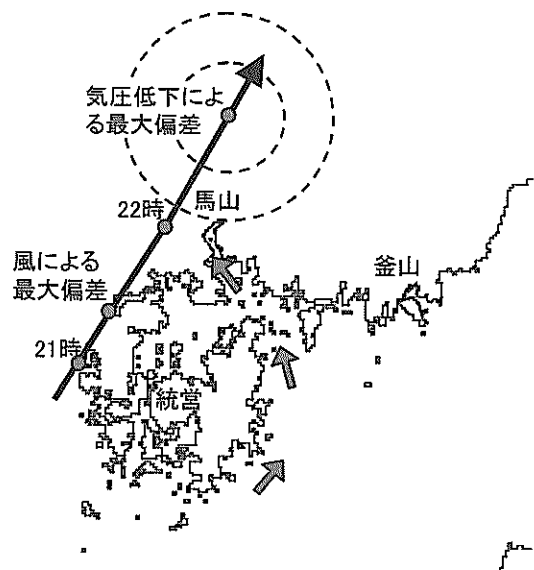 気圧低下によ
る最大偏差
22時
馬山
釜山
風による
最大偏差
21時
統営